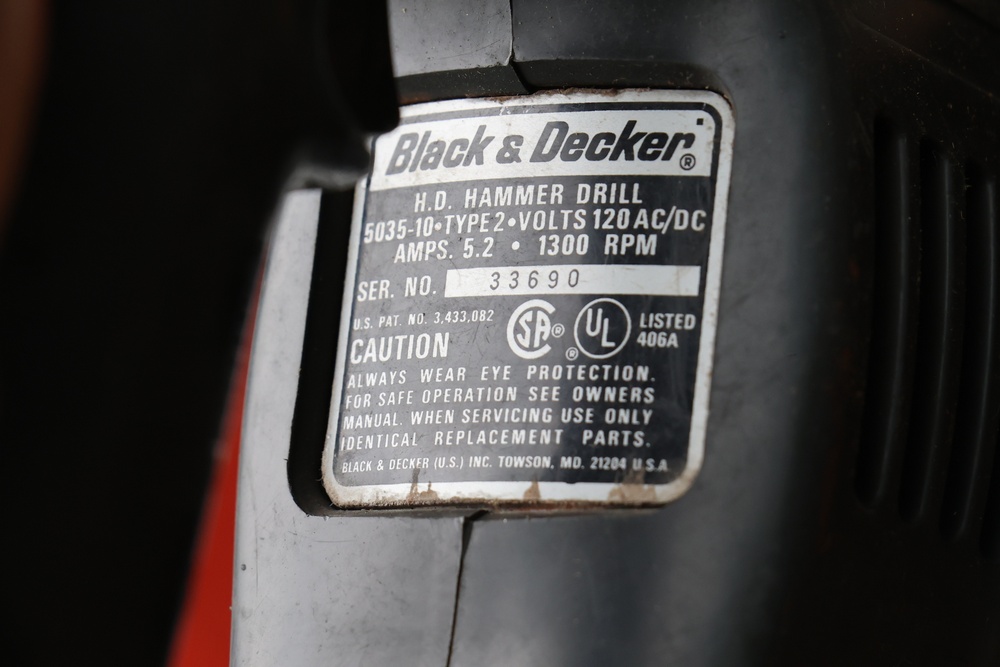 Black & Decker®
H.D. HAMMER DRILL
5035-10•TYPE 2•VOLTS 120 AC/DC
AMPS. 5.2 • 1300 RPM
SER. NO. 33690
U.S. PAT. NO. 3,433,082
SA® ®UL LISTED 406A
CAUTION
ALWAYS WEAR EYE PROTECTION.
FOR SAFE OPERATION SEE OWNERS
MANUAL. WHEN SERVICING USE ONLY
IDENTICAL REPLACEMENT PARTS.
BLACK & DECKER (U.S.) INC. TOWSON, MD. 21204 U.S.A.